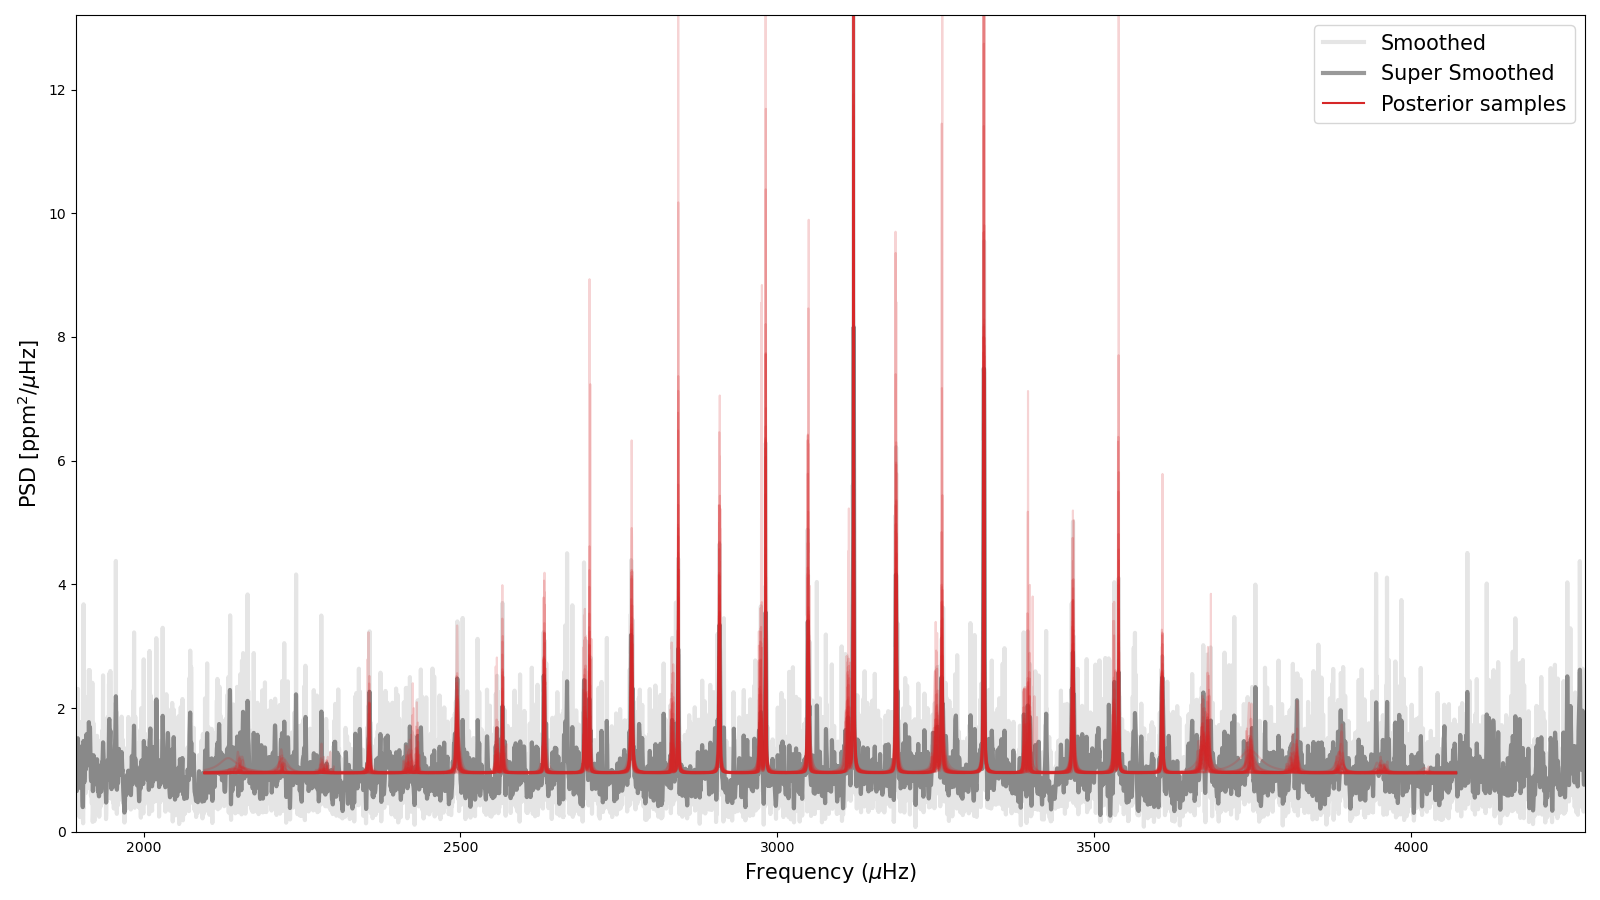 Smoothed
Super Smoothed
Posterior samples
12
10
8
6
4
2
0
PSD [ppm²/μHz]
2000 2500 3000 3500 4000
Frequency (μHz)